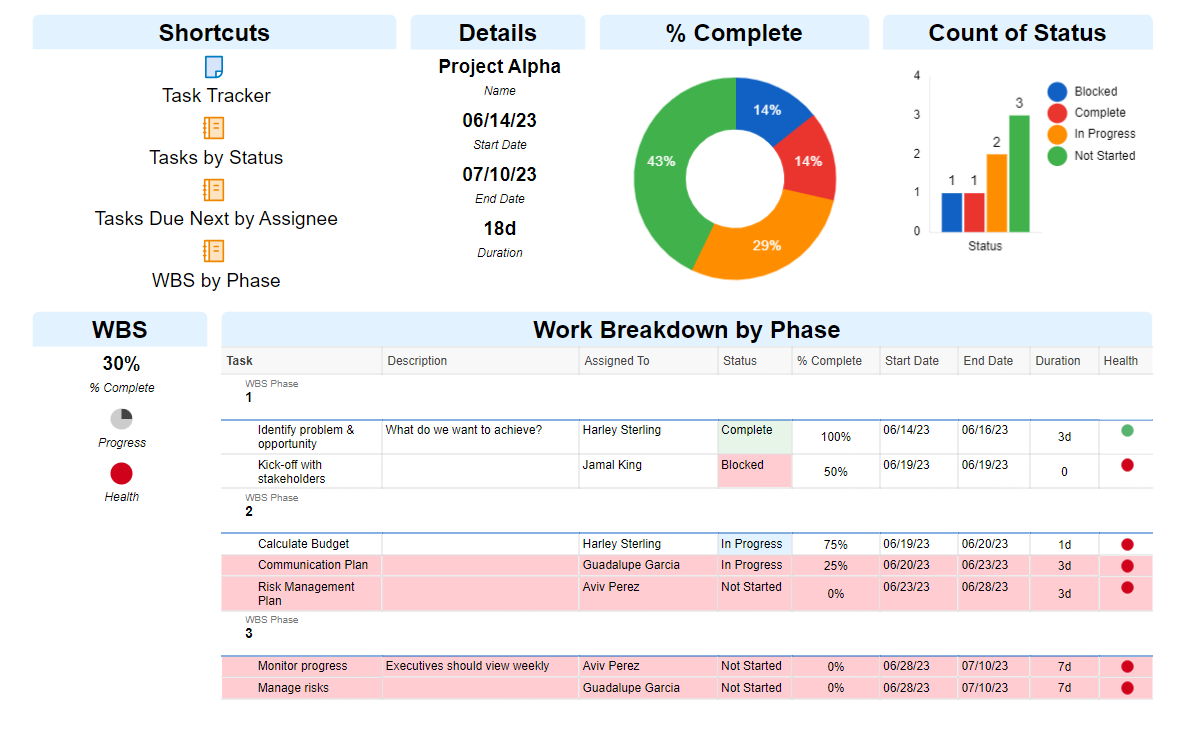 Shortcuts
Task Tracker
Tasks by Status
Tasks Due Next by Assignee
WBS by Phase
Details
Project Alpha
Name
06/14/23
Start Date
07/10/23
End Date
18d
Duration
% Complete
14%
14%
29%
43%
Count of Status
4
3
2
1
0
1
1
2
3
Status
Blocked
Complete
In Progress
Not Started
WBS
30%
% Complete
Progress
Health
Work Breakdown by Phase
Task Description Assigned To Status % Complete Start Date End Date Duration Health
WBS Phase
1
Identify problem & What do we want to achieve? Harley Sterling Complete 100% 06/14/23 06/16/23 3d
opportunity
Kick-off with Jamal King Blocked 50% 06/19/23 06/19/23 0
stakeholders
WBS Phase
2
Calculate Budget Harley Sterling In Progress 75% 06/19/23 06/20/23 1d
Communication Plan Guadalupe Garcia In Progress 25% 06/20/23 06/23/23 3d
Risk Management Aviv Perez Not Started 0% 06/23/23 06/28/23 3d
Plan
WBS Phase
3
Monitor progress Executives should view weekly Aviv Perez Not Started 0% 06/28/23 07/10/23 7d
Manage risks Guadalupe Garcia Not Started 0% 06/28/23 07/10/23 7d